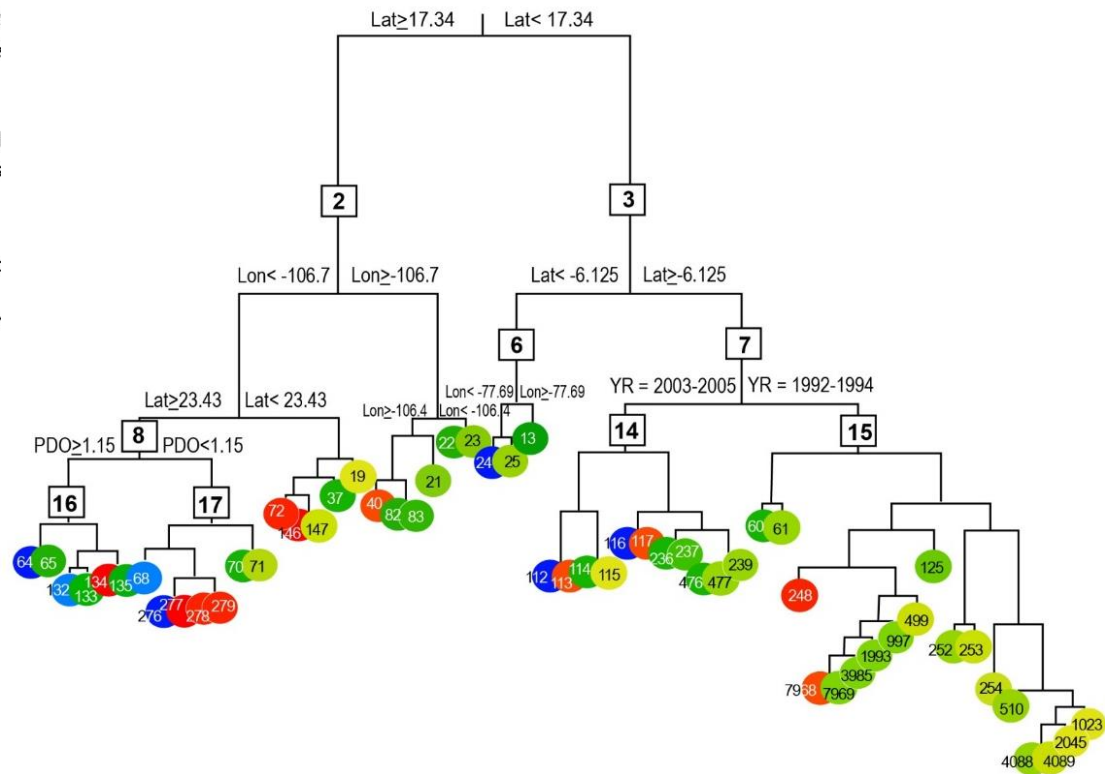 Lat≥17.34 Lat< 17.34
2 3
Lon< -106.7 Lon≥-106.7 Lat< -6.125 Lat≥-6.125
6 7
Lon< -77.69 Lon≥-77.69 YR = 2003-2005 YR = 1992-1994
Lat≥23.43 Lat< 23.43 Lon≥-106.4 Lon< -106.4
8 14 15
PDO≥1.15 PDO<1.15
22 23 13
24 25
16 17
19 21
37
72 40
146 147 82 83
60 61
64 65 70 71
132 133 134 135 68
276 277 278 279
116 117 236 237
112 113 114 115 476 477 239
125
248
499
997
1993
3985
7968 7969
252 253
254
510
1023
2045
4088 4089